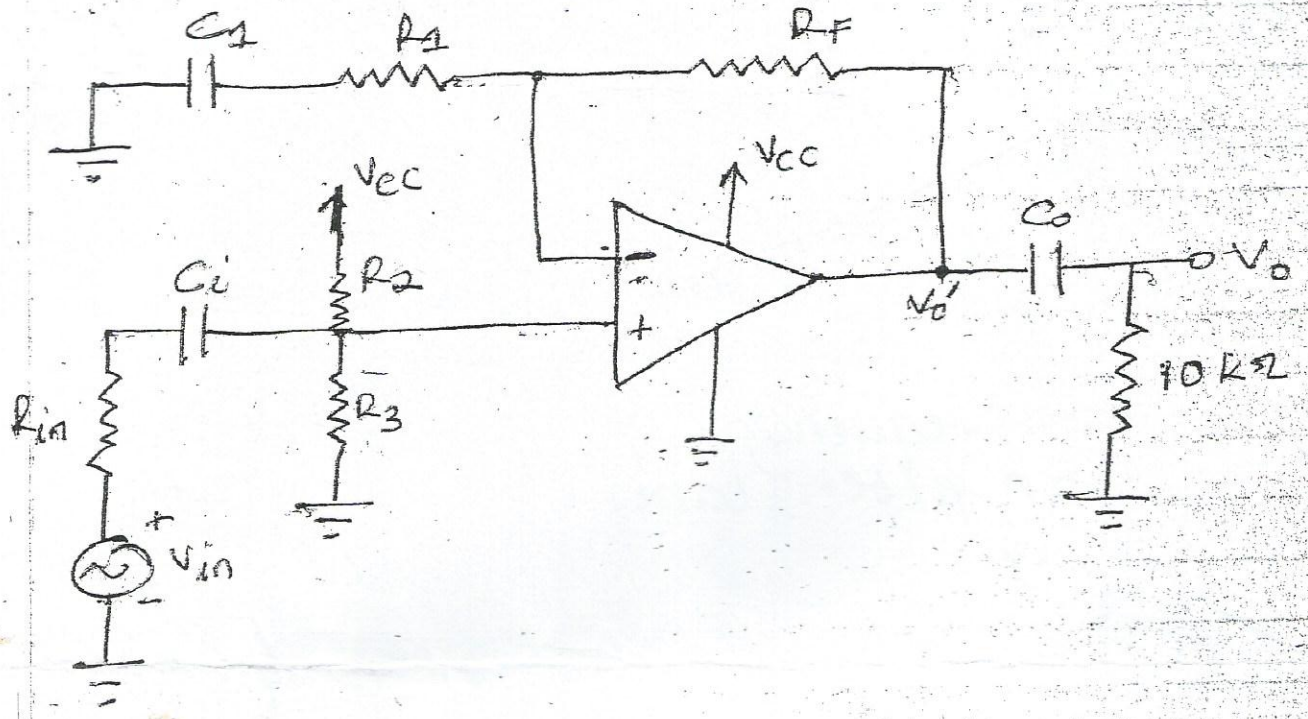 C1
R1
RF
VCC
VCC
Ci
R2
-
+
Co
Vo
Vo'
R3
10 kΩ
Rin
+
Vin
-